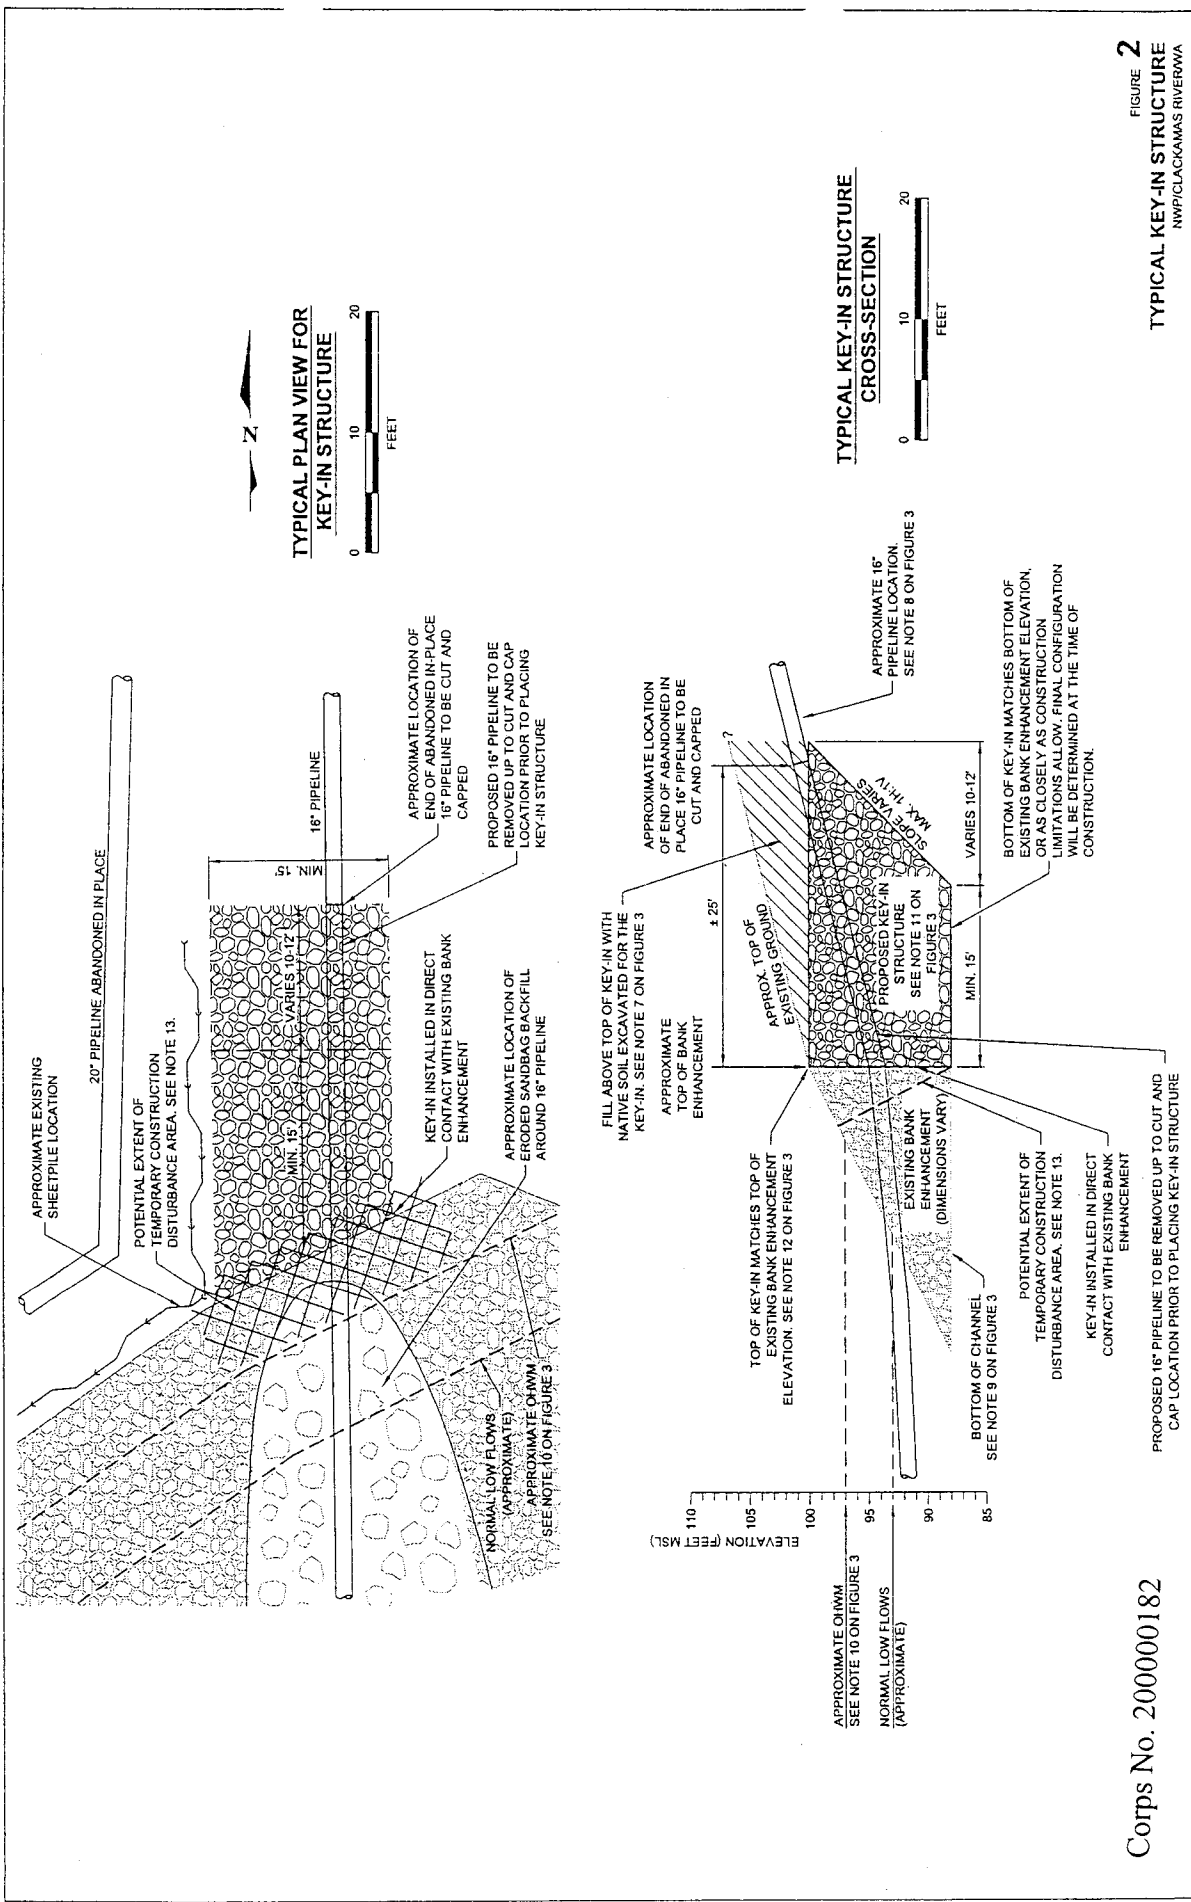 APPROXIMATE EXISTING
SHEETPILE LOCATION
20" PIPELINE ABANDONED IN PLACE
POTENTIAL EXTENT OF
TEMPORARY CONSTRUCTION
DISTURBANCE AREA. SEE NOTE 13.
MIN. 15'
VARIES 10-12'
MIN. 15'
16" PIPELINE
KEY-IN INSTALLED IN DIRECT
CONTACT WITH EXISTING BANK
ENHANCEMENT
APPROXIMATE LOCATION OF
END OF ABANDONED IN-PLACE
16" PIPELINE TO BE CUT AND
CAPPED
PROPOSED 16" PIPELINE TO BE
REMOVED UP TO CUT AND CAP
LOCATION PRIOR TO PLACING
KEY-IN STRUCTURE
APPROXIMATE LOCATION OF
ERODED SANDBAG BACKFILL
AROUND 16" PIPELINE
NORMAL LOW FLOWS
(APPROXIMATE)
APPROXIMATE OHWM
SEE NOTE 10 ON FIGURE 3
N
TYPICAL PLAN VIEW FOR
KEY-IN STRUCTURE
0
10
20
FEET
FILL ABOVE TOP OF KEY-IN WITH
NATIVE SOIL EXCAVATED FOR THE
KEY-IN. SEE NOTE 7 ON FIGURE 3
APPROXIMATE
TOP OF BANK
ENHANCEMENT
APPROXIMATE LOCATION
OF END OF ABANDONED IN
PLACE 16" PIPELINE TO BE
CUT AND CAPPED
± 25'
?
APPROX. TOP OF
EXISTING GROUND
TOP OF KEY-IN MATCHES TOP OF
EXISTING BANK ENHANCEMENT
ELEVATION. SEE NOTE 12 ON FIGURE 3
110
105
100
95
90
85
ELEVATION (FEET MSL)
APPROXIMATE OHWM
SEE NOTE 10 ON FIGURE 3
NORMAL LOW FLOWS
(APPROXIMATE)
PROPOSED KEY-IN
STRUCTURE
SEE NOTE 11 ON
FIGURE 3
SLOPE VARIES
MAX. 1H:1V
EXISTING BANK
ENHANCEMENT
(DIMENSIONS VARY)
MIN. 15'
VARIES 10-12'
APPROXIMATE 16"
PIPELINE LOCATION.
SEE NOTE 8 ON FIGURE 3
BOTTOM OF CHANNEL
SEE NOTE 9 ON FIGURE 3
POTENTIAL EXTENT OF
TEMPORARY CONSTRUCTION
DISTURBANCE AREA. SEE NOTE 13.
KEY-IN INSTALLED IN DIRECT
CONTACT WITH EXISTING BANK
ENHANCEMENT
PROPOSED 16" PIPELINE TO BE REMOVED UP TO CUT AND
CAP LOCATION PRIOR TO PLACING KEY-IN STRUCTURE
BOTTOM OF KEY-IN MATCHES BOTTOM OF
EXISTING BANK ENHANCEMENT ELEVATION,
OR AS CLOSELY AS CONSTRUCTION
LIMITATIONS ALLOW. FINAL CONFIGURATION
WILL BE DETERMINED AT THE TIME OF
CONSTRUCTION.
TYPICAL KEY-IN STRUCTURE
CROSS-SECTION
0
10
20
FEET
Corps No. 200000182
FIGURE 2
TYPICAL KEY-IN STRUCTURE
NWP/CLACKAMAS RIVER/WA